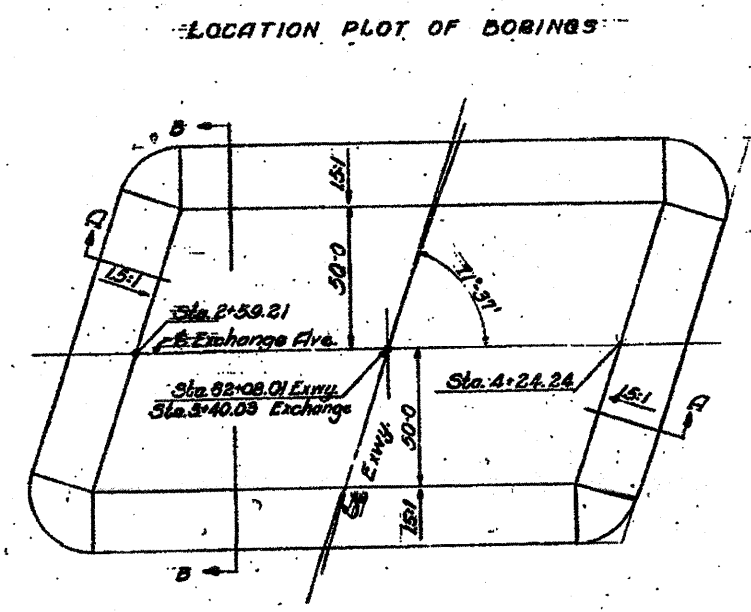 LOCATION PLOT OF BORINGS
B
1.5:1
A
50-0
71°-37'
1.5:1
Sta. 2+59.21
℄ Exchange Ave.
Sta. 82+08.01 Exwy.
Sta. 3+40.03 Exchange
Sta. 4+24.24
1.5:1
A
50-0
℄ Exwy.
1.5:1
B